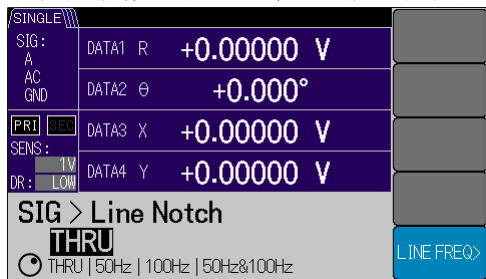 SINGLE
SIG:
A
AC
GND
PRI SEC
SENS:
1V
DR: LOW
DATA1 R +0.00000 V
DATA2 θ +0.000°
DATA3 X +0.00000 V
DATA4 Y +0.00000 V
SIG > Line Notch
THRU
THRU | 50Hz | 100Hz | 50Hz&100Hz
LINE FREQ>